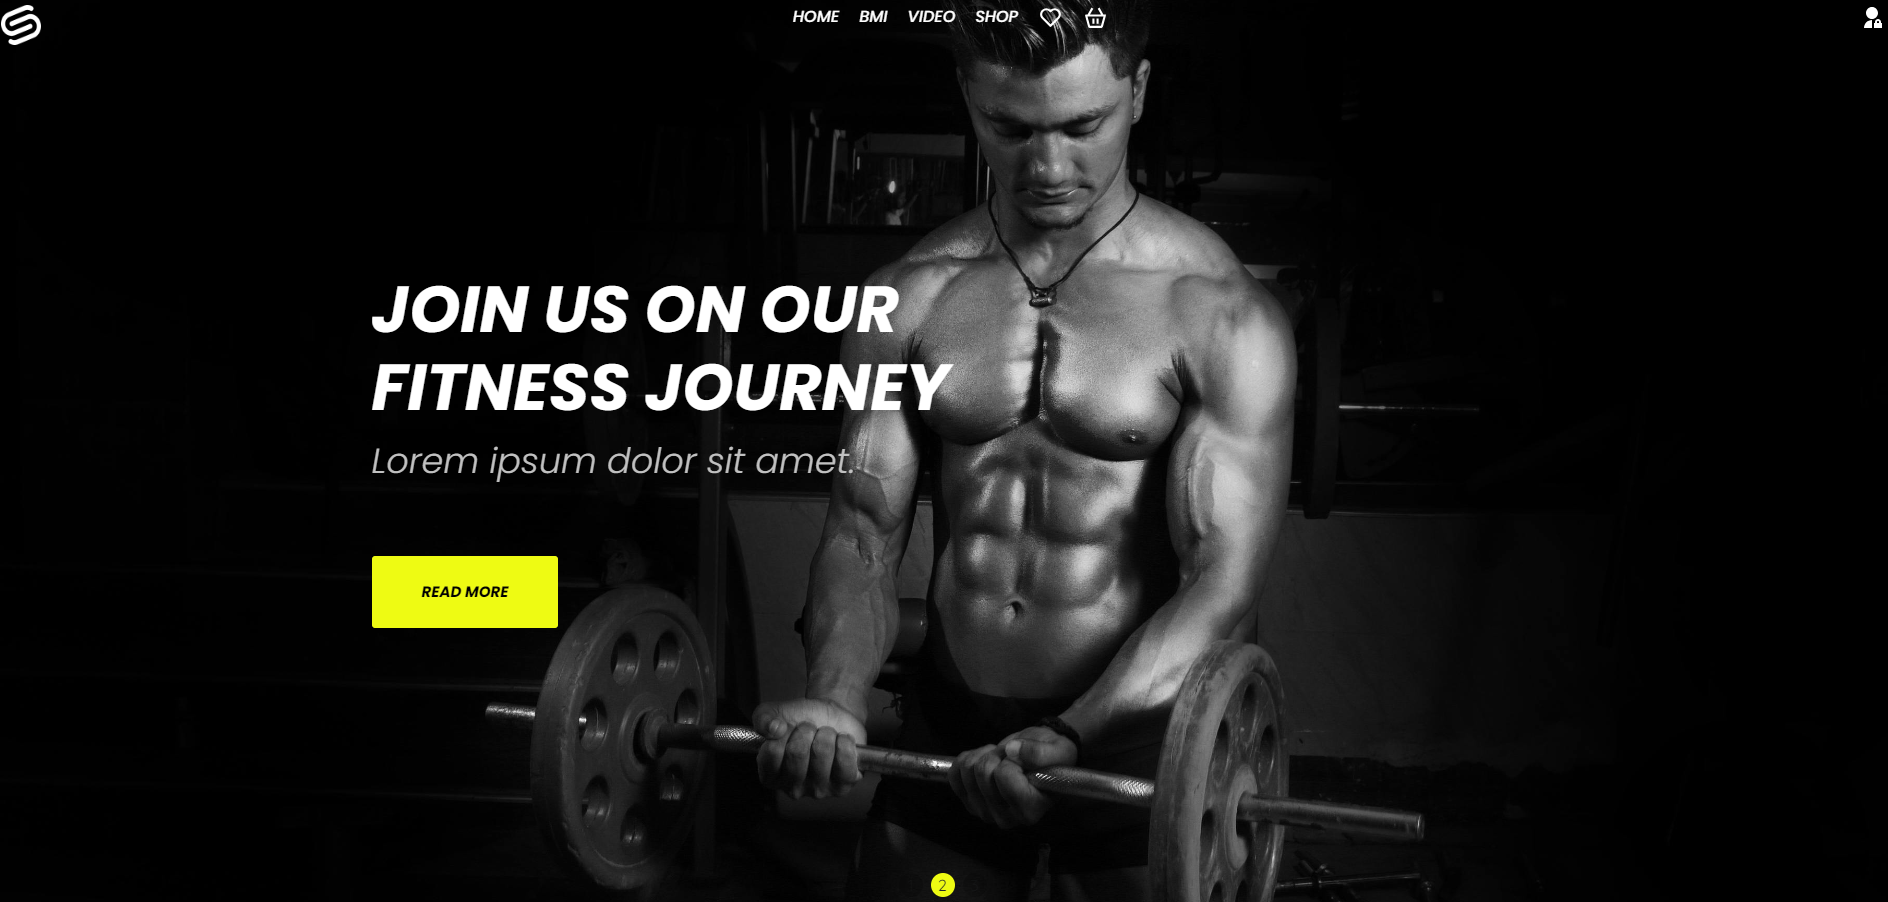 HOME BMI VIDEO SHOP
JOIN US ON OUR
FITNESS JOURNEY
Lorem ipsum dolor sit amet.
READ MORE
2